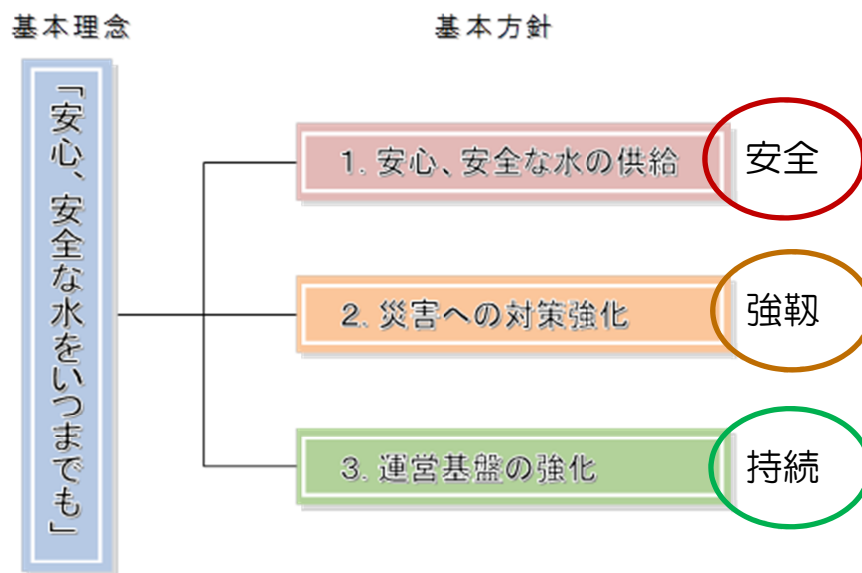 基本理念
基本方針
「安心、安全な水をいつまでも」
1. 安心、安全な水の供給
安全
2. 災害への対策強化
強靱
3. 運営基盤の強化
持続